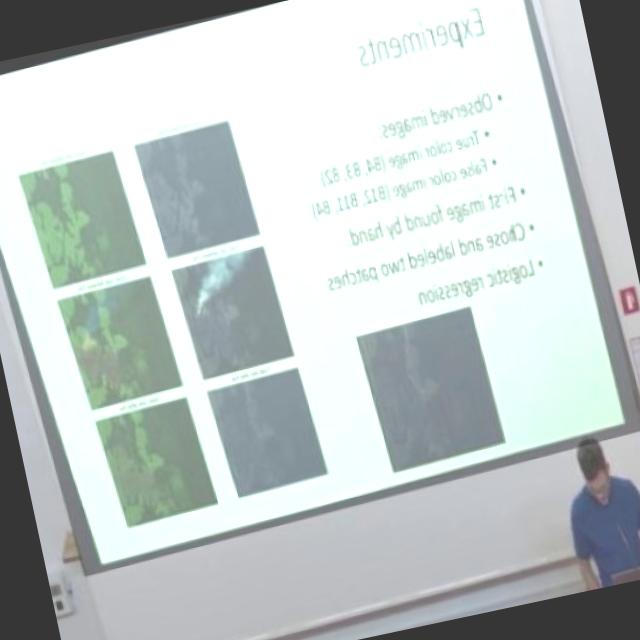 Experiments
• Observed images
• True color image (B4, B3, B2)
• False color image (B12, B11, B4)
• First image found by hand
• Chose and labeled two patches
• Logistic regression